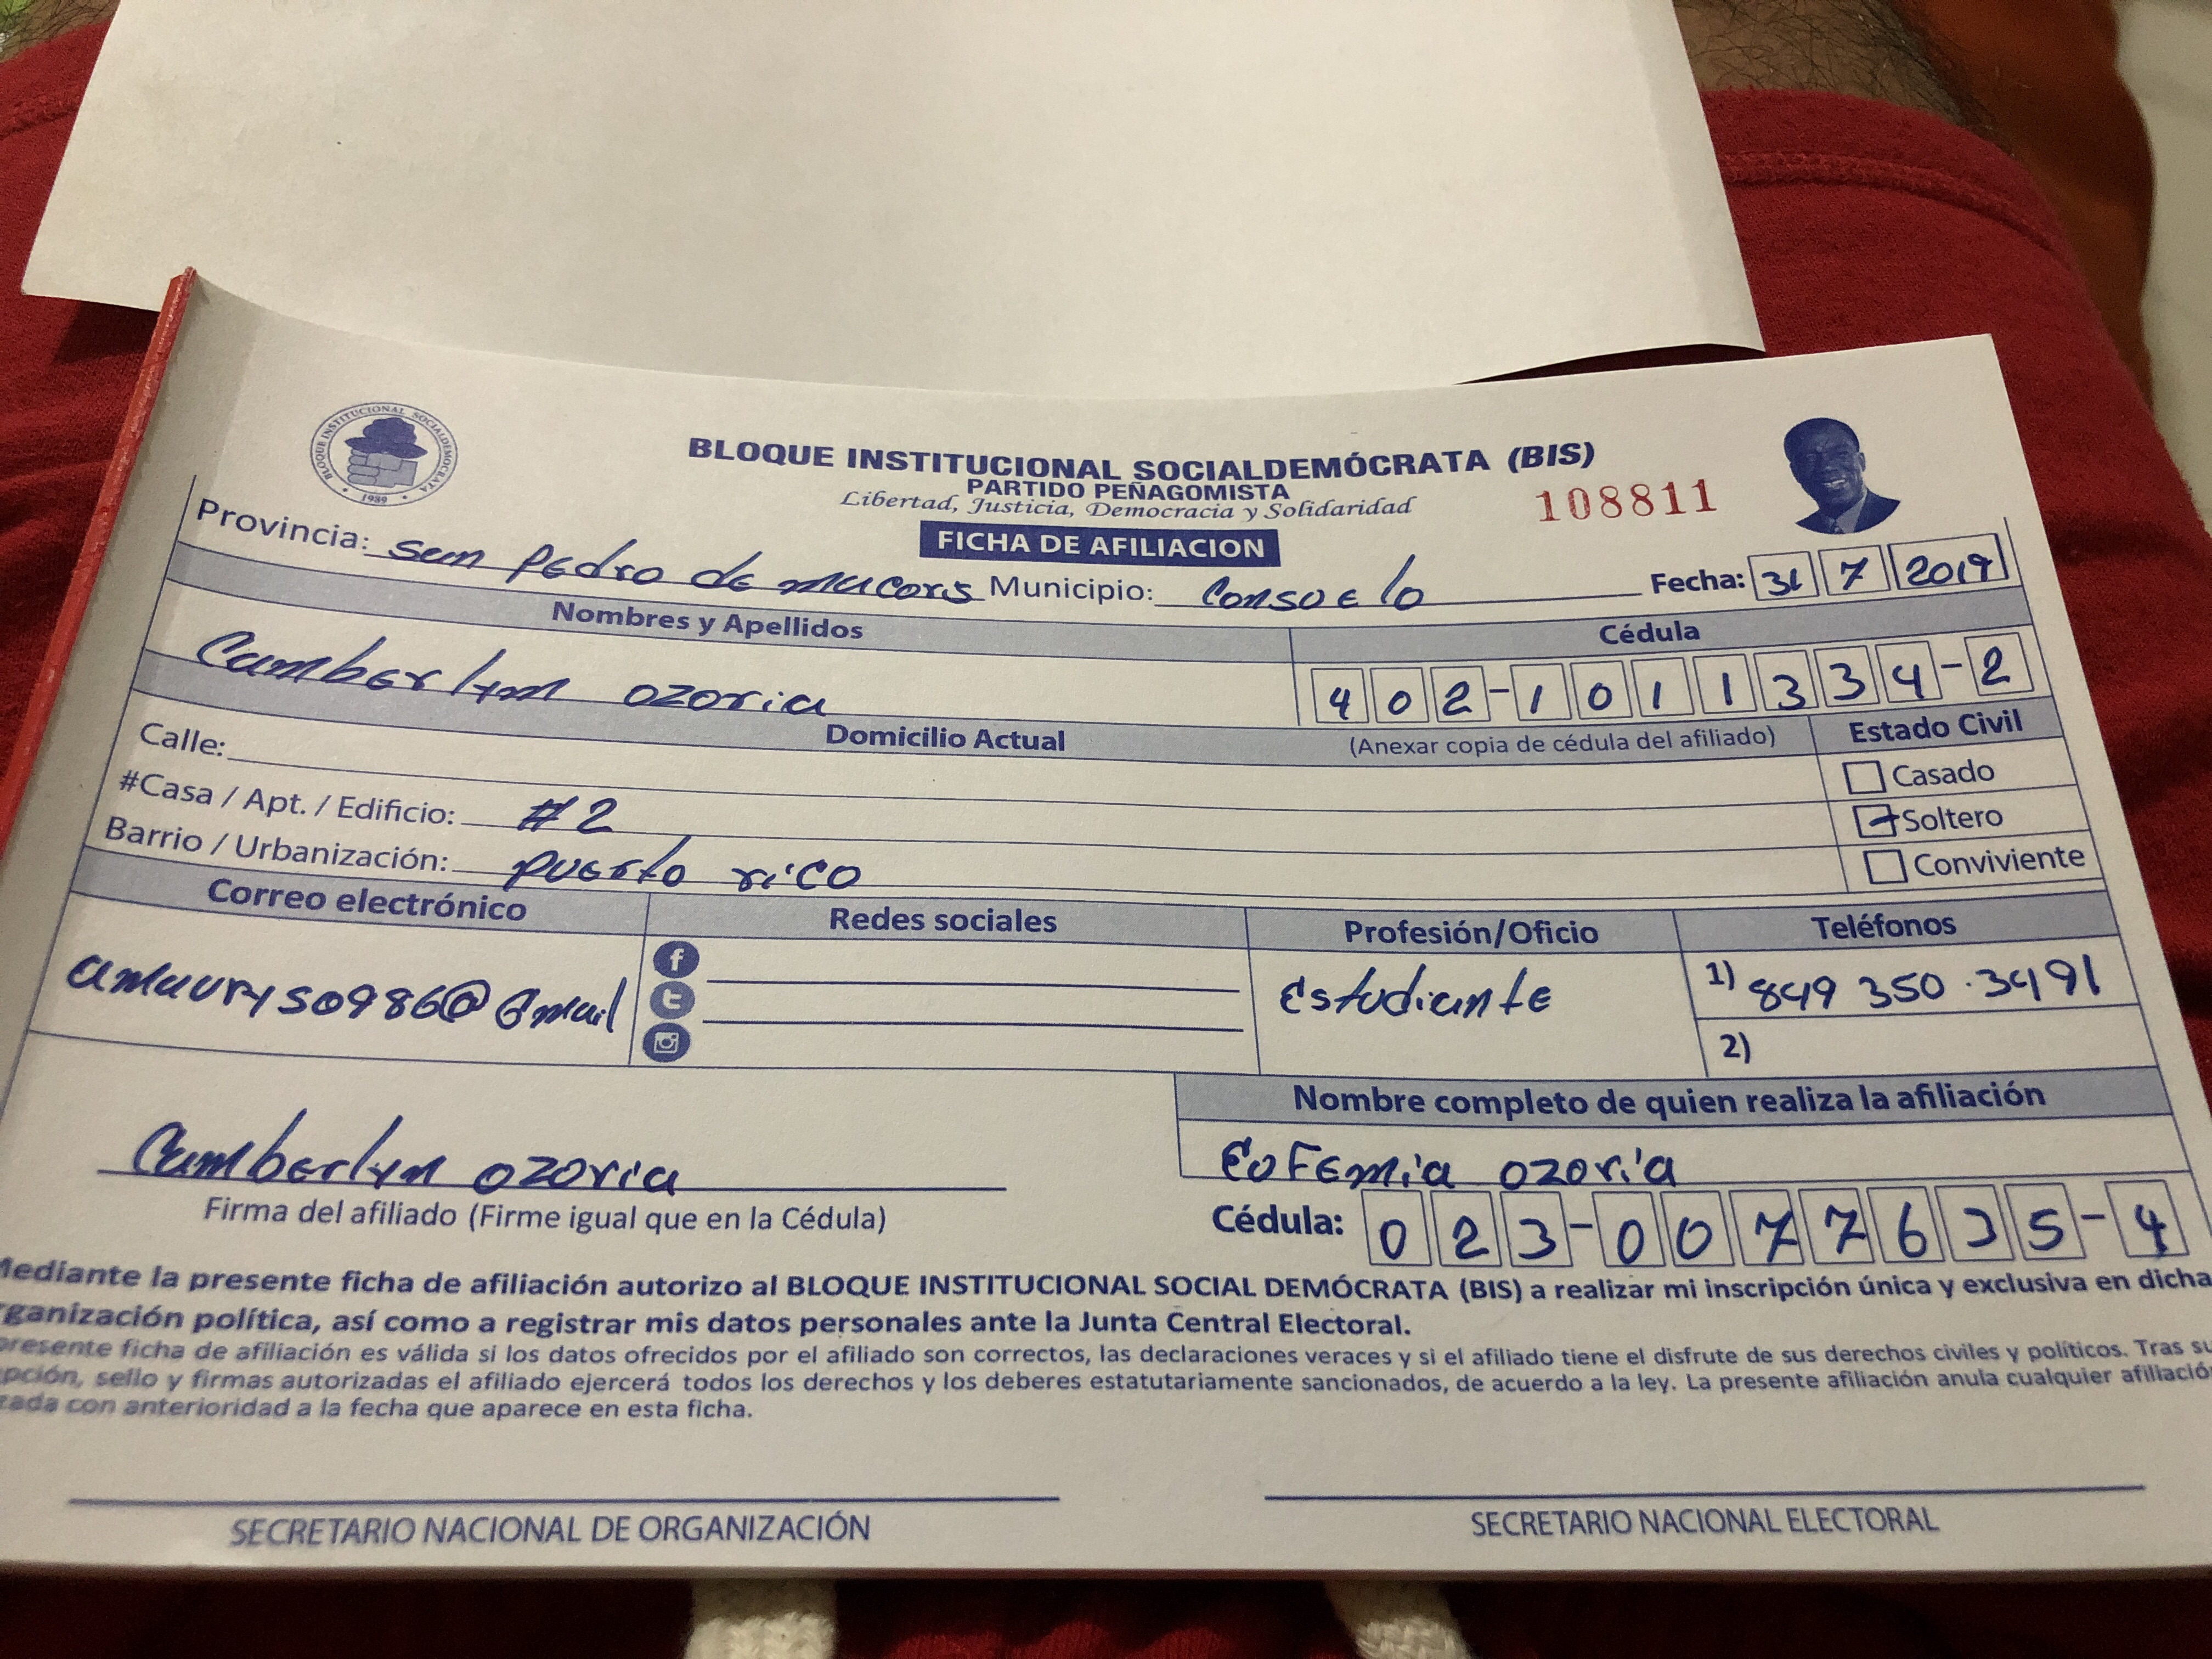 BLOQUE INSTITUCIONAL SOCIALDEMOCRATA
1989
BLOQUE INSTITUCIONAL SOCIALDEMÓCRATA (BIS)
PARTIDO PEÑAGOMISTA
Libertad, Justicia, Democracia y Solidaridad
108811
FICHA DE AFILIACION
Provincia: San Pedro de Macoris Municipio: Consuelo Fecha: 31 7 2019
Nombres y Apellidos Cédula
Camberlyn ozoria 402-1011334-2
Domicilio Actual (Anexar copia de cédula del afiliado) Estado Civil
Calle: Casado
#Casa / Apt. / Edificio: #2 Soltero
Barrio / Urbanización: puerto rico Conviviente
Correo electrónico Redes sociales Profesión/Oficio Teléfonos
amauryso986@Gmail Estudiante 1) 849 350.3491
2)
Nombre completo de quien realiza la afiliación
Camberlyn ozoria Eufemia ozoria
Firma del afiliado (Firme igual que en la Cédula) Cédula: 023-0077635-4
Mediante la presente ficha de afiliación autorizo al BLOQUE INSTITUCIONAL SOCIAL DEMÓCRATA (BIS) a realizar mi inscripción única y exclusiva en dicha
rganización política, así como a registrar mis datos personales ante la Junta Central Electoral.
presente ficha de afiliación es válida si los datos ofrecidos por el afiliado son correctos, las declaraciones veraces y si el afiliado tiene el disfrute de sus derechos civiles y políticos. Tras su
pción, sello y firmas autorizadas el afiliado ejercerá todos los derechos y los deberes estatutariamente sancionados, de acuerdo a la ley. La presente afiliación anula cualquier afiliació
zada con anterioridad a la fecha que aparece en esta ficha.
SECRETARIO NACIONAL DE ORGANIZACIÓN SECRETARIO NACIONAL ELECTORAL